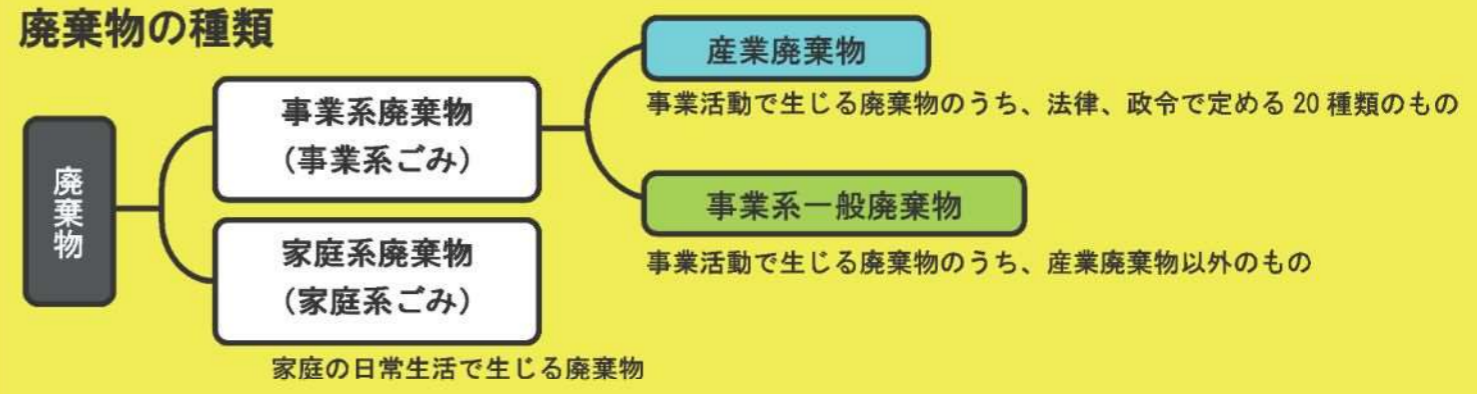 廃棄物の種類
廃棄物
事業系廃棄物
(事業系ごみ)
家庭系廃棄物
(家庭系ごみ)
家庭の日常生活で生じる廃棄物
産業廃棄物
事業活動で生じる廃棄物のうち、法律、政令で定める 20 種類のもの
事業系一般廃棄物
事業活動で生じる廃棄物のうち、産業廃棄物以外のもの